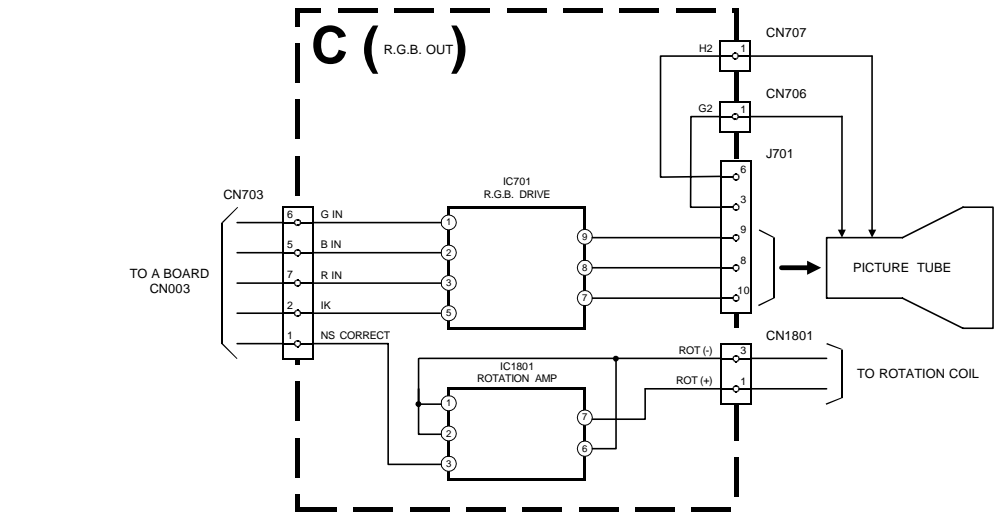 C ( R.G.B. OUT )
CN707
H2 1
CN706
G2 1
J701
6
3
9
8
10
CN703
6 G IN
5 B IN
7 R IN
2 IK
1 NS CORRECT
TO A BOARD
CN003
IC701
R.G.B. DRIVE
1
2
3
5
9
8
7
PICTURE TUBE
CN1801
ROT (-) 3
ROT (+) 1
TO ROTATION COIL
IC1801
ROTATION AMP
1
2
3
7
6